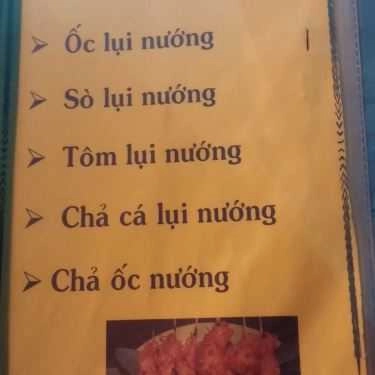 ➤ Ốc lụi nướng
➤ Sò lụi nướng
➤ Tôm lụi nướng
➤ Chả cá lụi nướng
➤ Chả ốc nướng